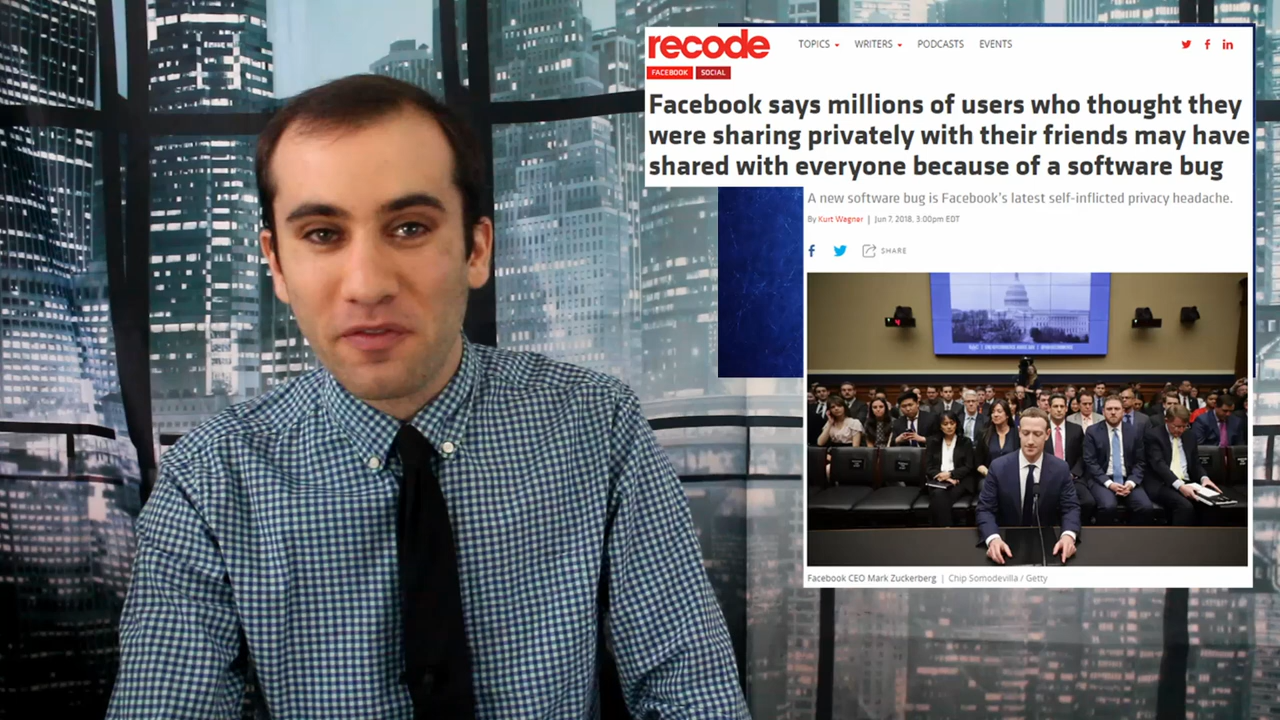 recode
TOPICS WRITERS PODCASTS EVENTS
FACEBOOK SOCIAL
Facebook says millions of users who thought they
were sharing privately with their friends may have
shared with everyone because of a software bug
A new software bug is Facebook's latest self-inflicted privacy headache.
By Kurt Wagner | Jun 7, 2018, 3:00pm EDT
SHARE
Facebook CEO Mark Zuckerberg | Chip Somodevilla / Getty